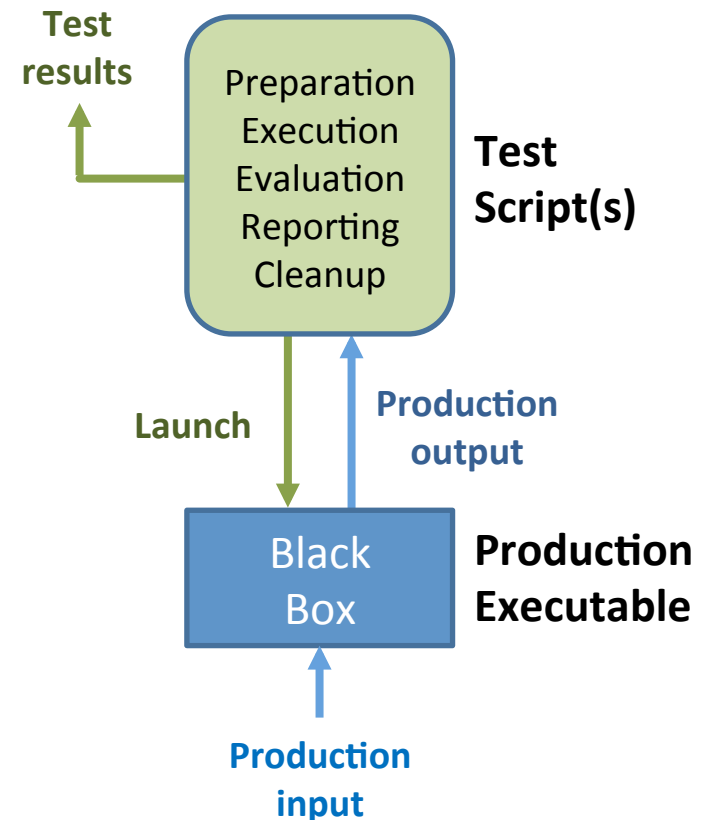 Test
results
Preparation
Execution
Evaluation
Reporting
Cleanup
Test
Script(s)
Launch
Production
output
Black
Box
Production
Executable
Production
input